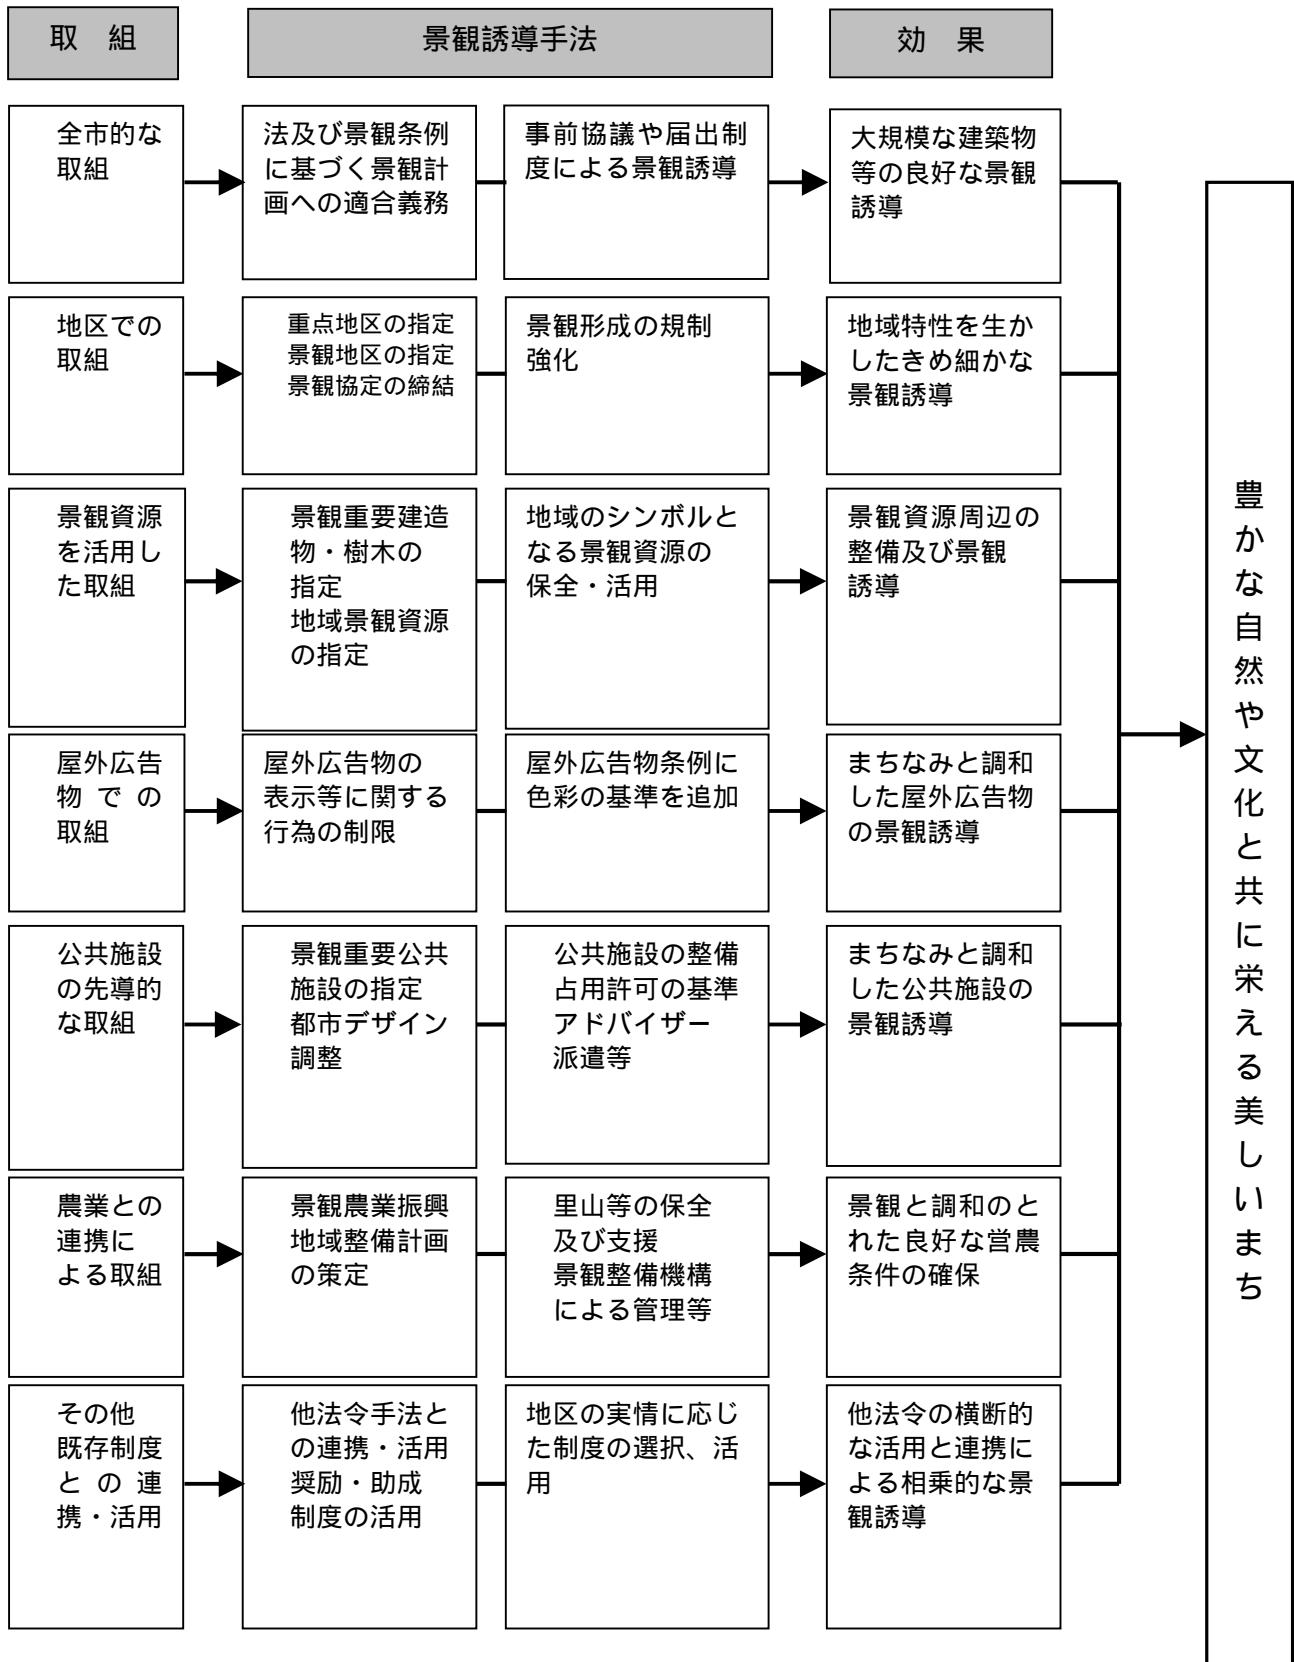 取　組
景観誘導手法
効　果
全市的な
取組
法及び景観条例
に基づく景観計
画への適合義務
事前協議や届出制
度による景観誘導
大規模な建築物
等の良好な景観
誘導
地区での
取組
重点地区の指定
景観地区の指定
景観協定の締結
景観形成の規制
強化
地域特性を生か
したきめ細かな
景観誘導
景観資源
を活用し
た取組
景観重要建造
物・樹木の
指定
地域景観資源
の指定
地域のシンボルと
なる景観資源の
保全・活用
景観資源周辺の
整備及び景観
誘導
屋外広告
物での
取組
屋外広告物の
表示等に関する
行為の制限
屋外広告物条例に
色彩の基準を追加
まちなみと調和
した屋外広告物
の景観誘導
公共施設
の先導的
な取組
景観重要公共
施設の指定
都市デザイン
調整
公共施設の整備
占用許可の基準
アドバイザー
派遣等
まちなみと調和
した公共施設の
景観誘導
農業との
連携に
よる取組
景観農業振興
地域整備計画
の策定
里山等の保全
及び支援
景観整備機構
による管理等
景観と調和のと
れた良好な営農
条件の確保
その他
既存制度
との連
携・活用
他法令手法と
の連携・活用
奨励・助成
制度の活用
地区の実情に応じ
た制度の選択、活
用
他法令の横断的
な活用と連携に
よる相乗的な景
観誘導
豊かな自然や文化と共に栄える美しいまち